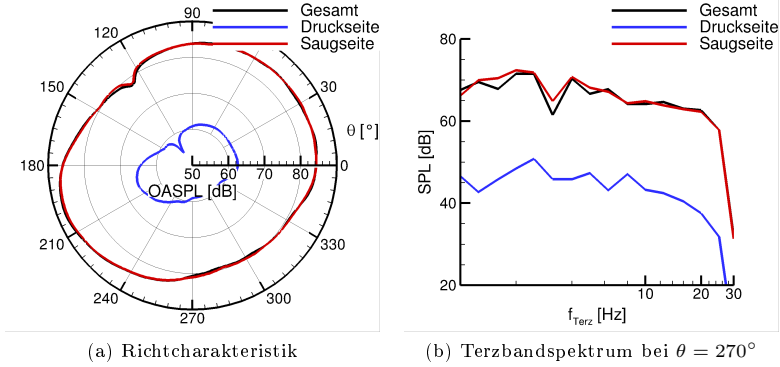 Gesamt
Druckseite
Saugseite
90
120
150
180
210
240
270
300
330
0
30
θ [°]
50 60 70 80
OASPL [dB]
(a) Richtcharakteristik
Gesamt
Druckseite
Saugseite
80
60
40
20
SPL [dB]
10 20 30
f_Terz [Hz]
(b) Terzbandspektrum bei θ = 270°